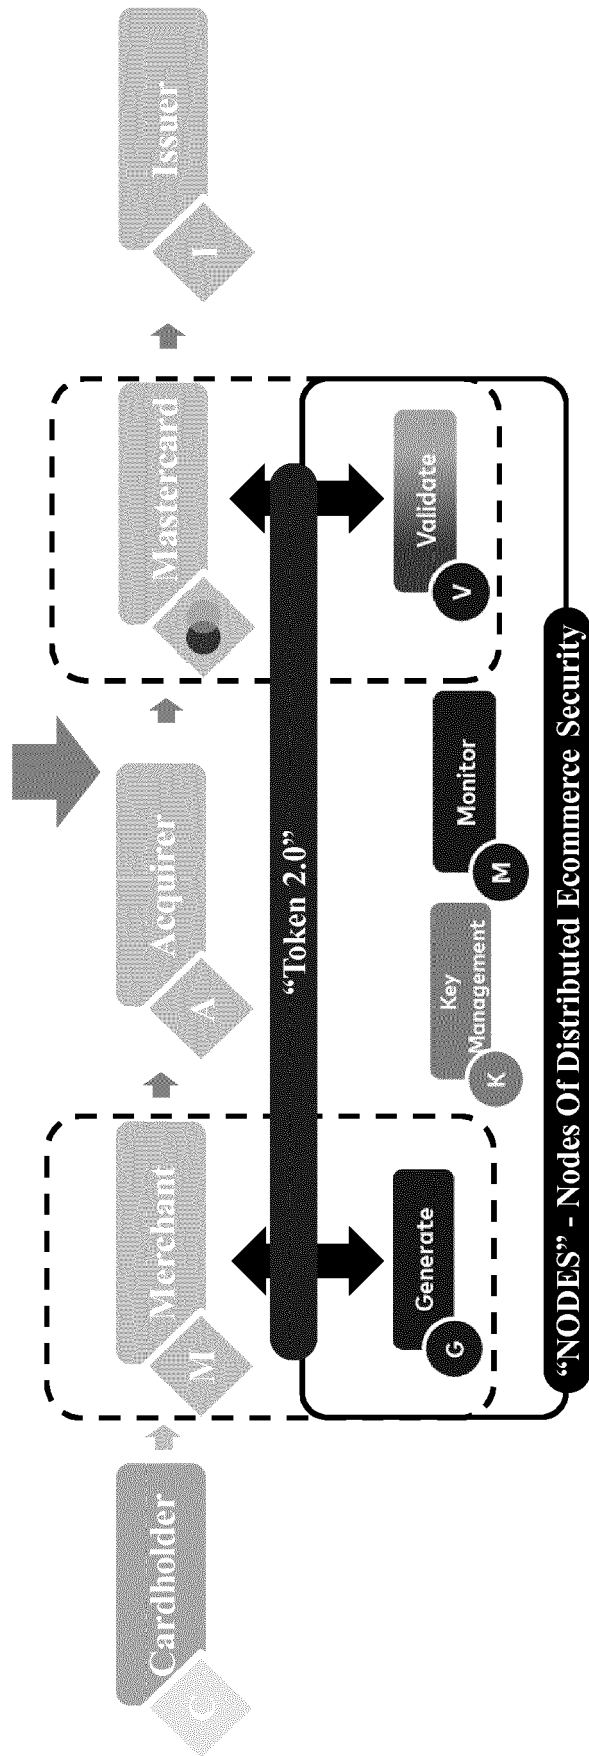 C
Cardholder
M
Merchant
A
Acquirer
Mastercard
I
Issuer
“Token 2.0”
G
Generate
K
Key
Management
M
Monitor
V
Validate
“NODES” - Nodes Of Distributed Ecommerce Security